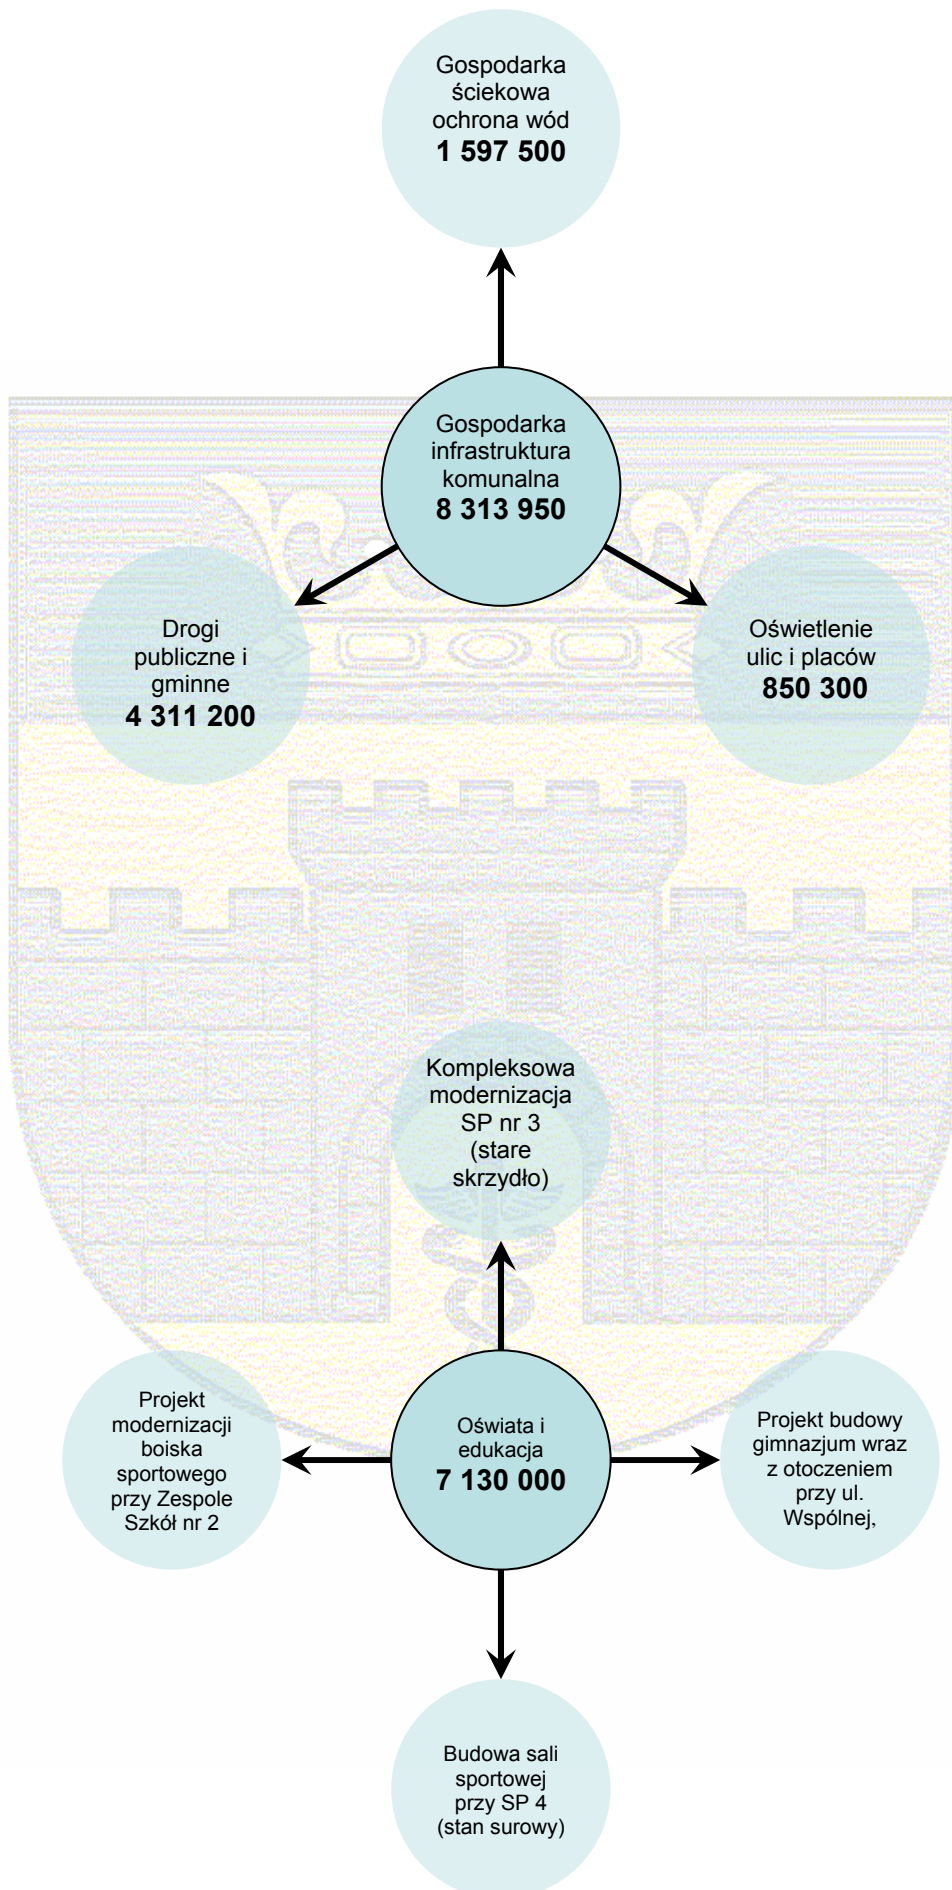 Gospodarka
ściekowa
ochrona wód
1 597 500
Gospodarka
infrastruktura
komunalna
8 313 950
Drogi
publiczne i
gminne
4 311 200
Oświetlenie
ulic i placów
850 300
Kompleksowa
modernizacja
SP nr 3
(stare
skrzydło)
Projekt
modernizacji
boiska
sportowego
przy Zespole
Szkół nr 2
Oświata i
edukacja
7 130 000
Projekt budowy
gimnazjum wraz
z otoczeniem
przy ul.
Wspólnej,
Budowa sali
sportowej
przy SP 4
(stan surowy)